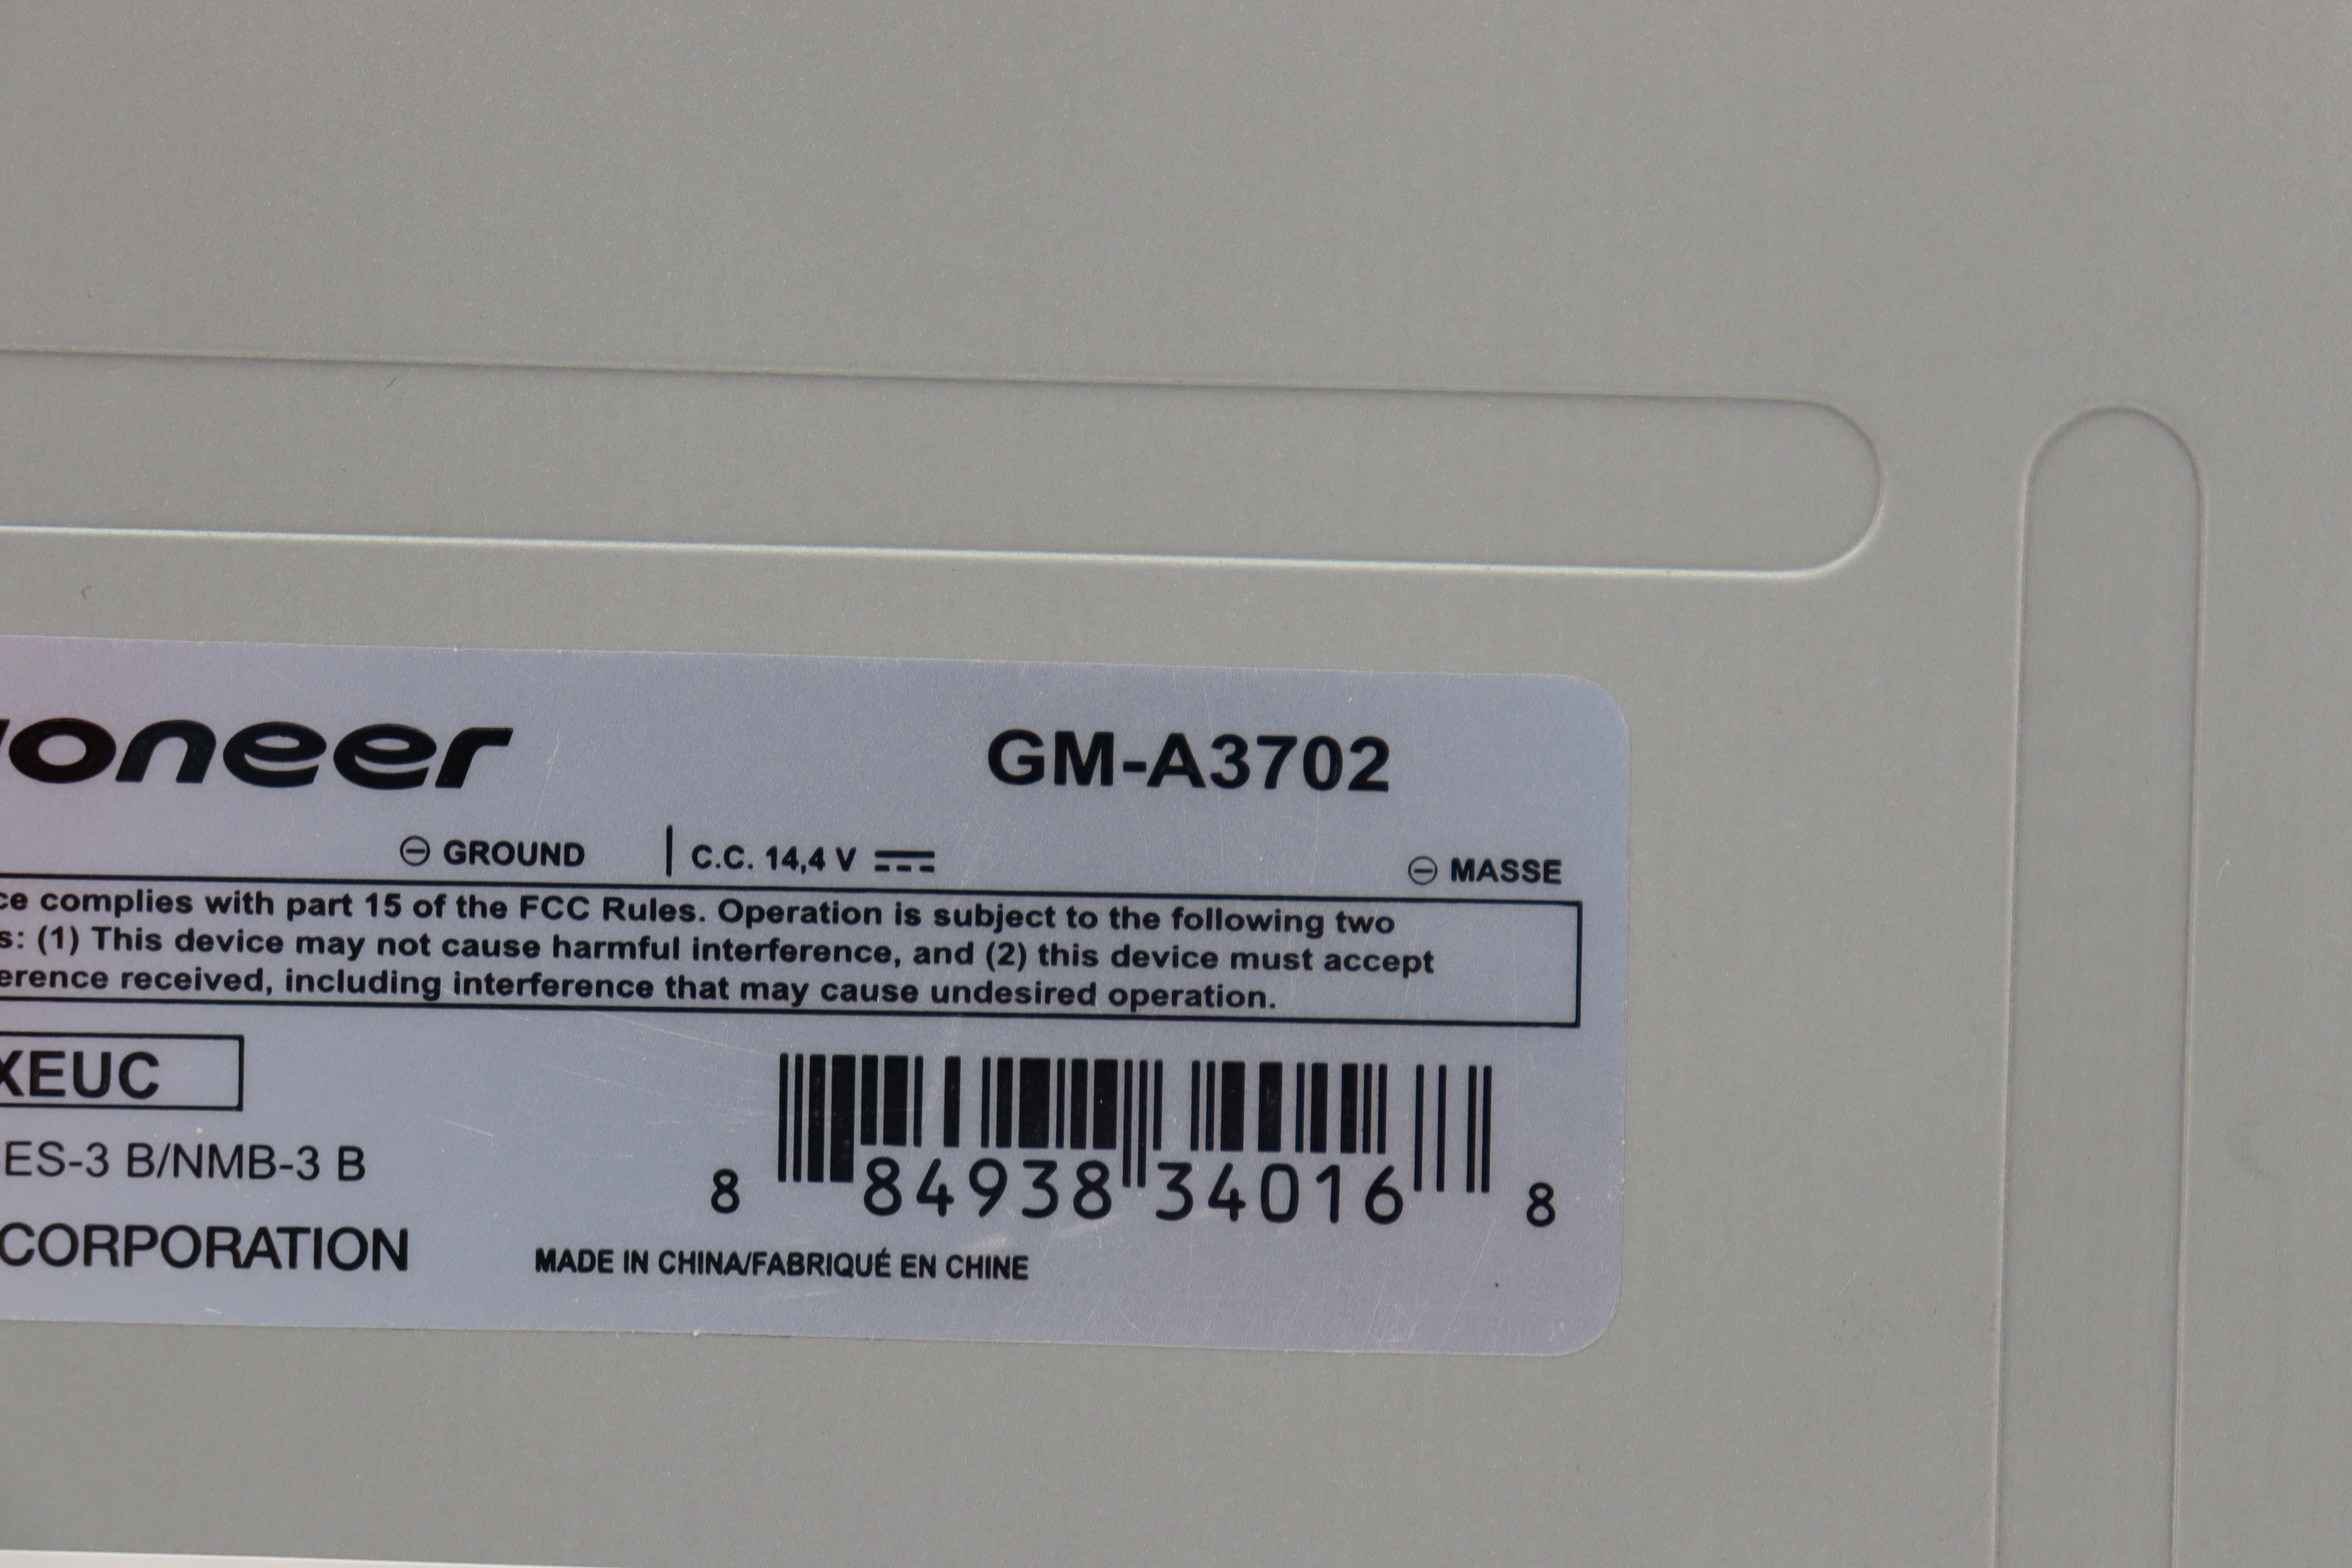 GM-A3702
⊖ GROUND | C.C. 14,4 V ⎓ ⊖ MASSE
complies with part 15 of the FCC Rules. Operation is subject to the following two
(1) This device may not cause harmful interference, and (2) this device must accept
received, including interference that may cause undesired operation.
XEUC
ES-3 B/NMB-3 B
8 84938 34016 8
CORPORATION
MADE IN CHINA/FABRIQUÉ EN CHINE